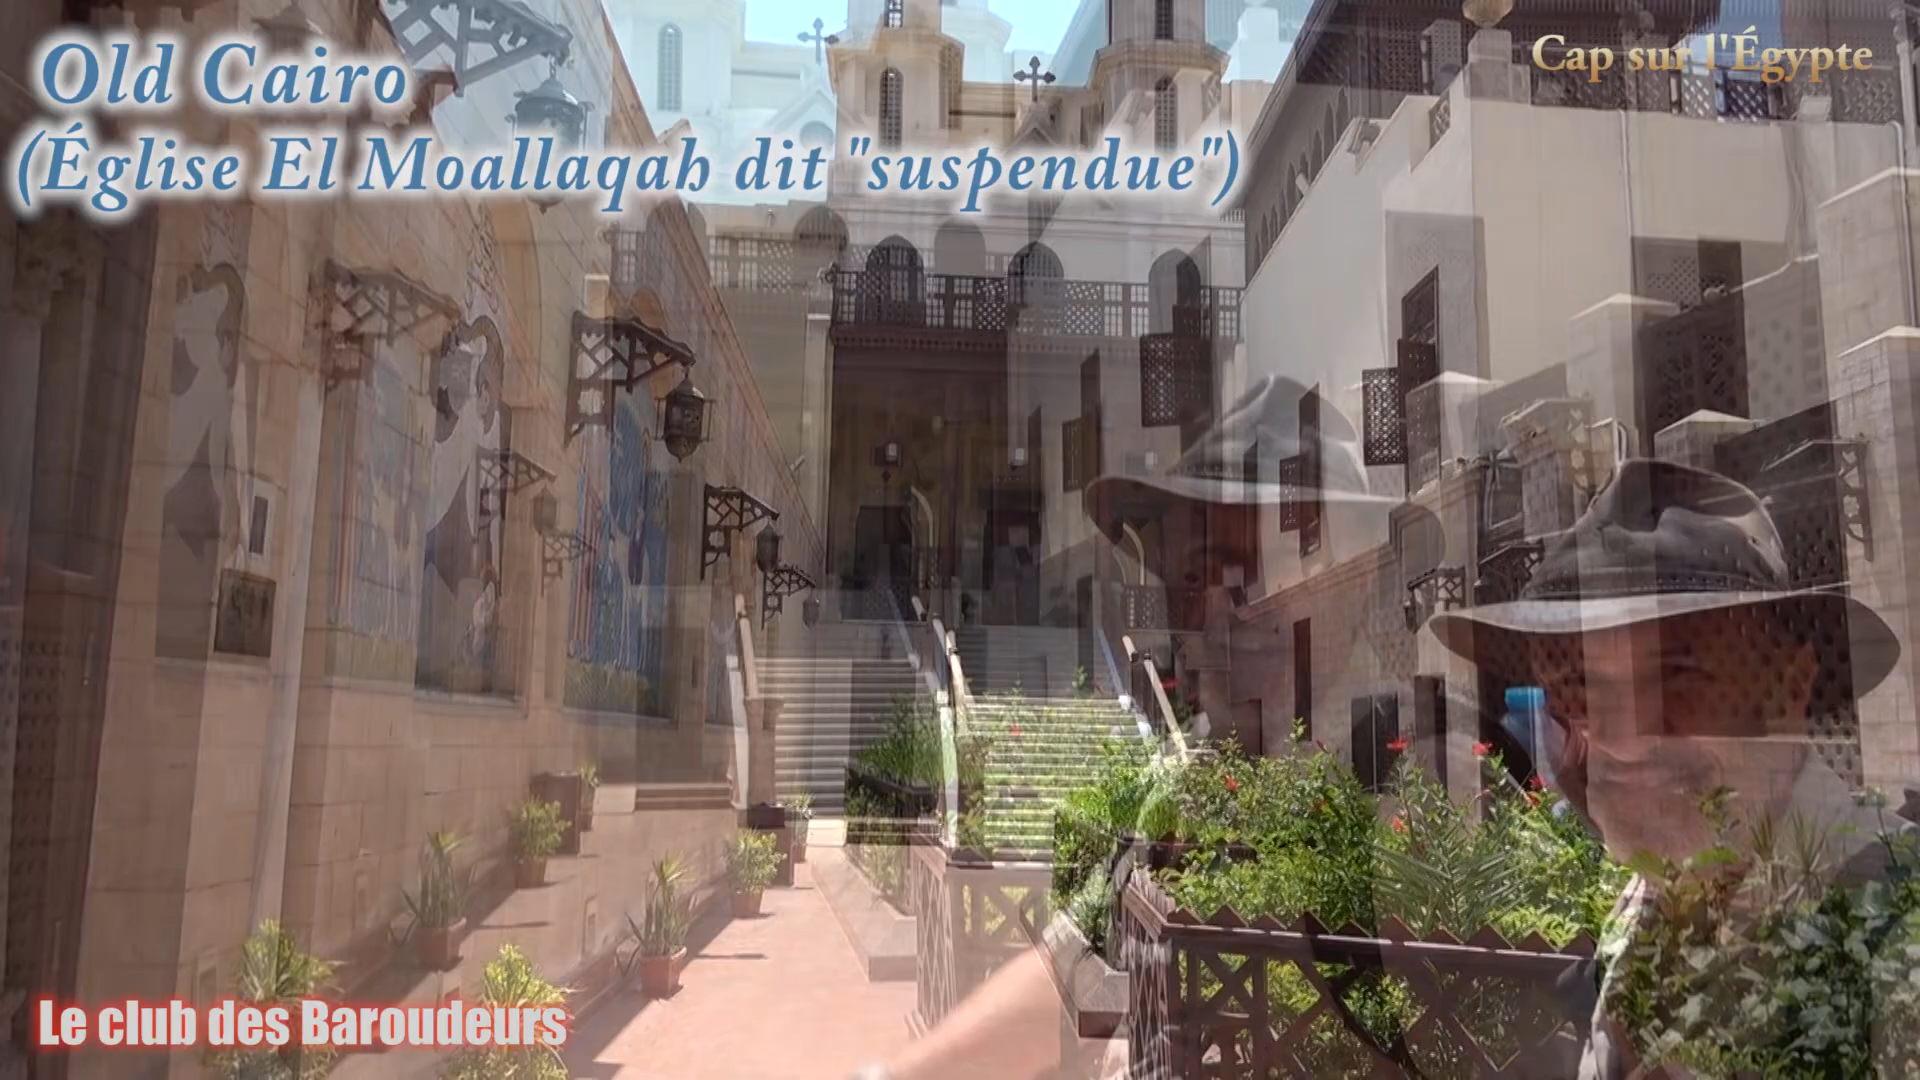 Old Cairo
(Église El Moallaqah dit "suspendue")
Cap sur l'Égypte
Le club des Baroudeurs